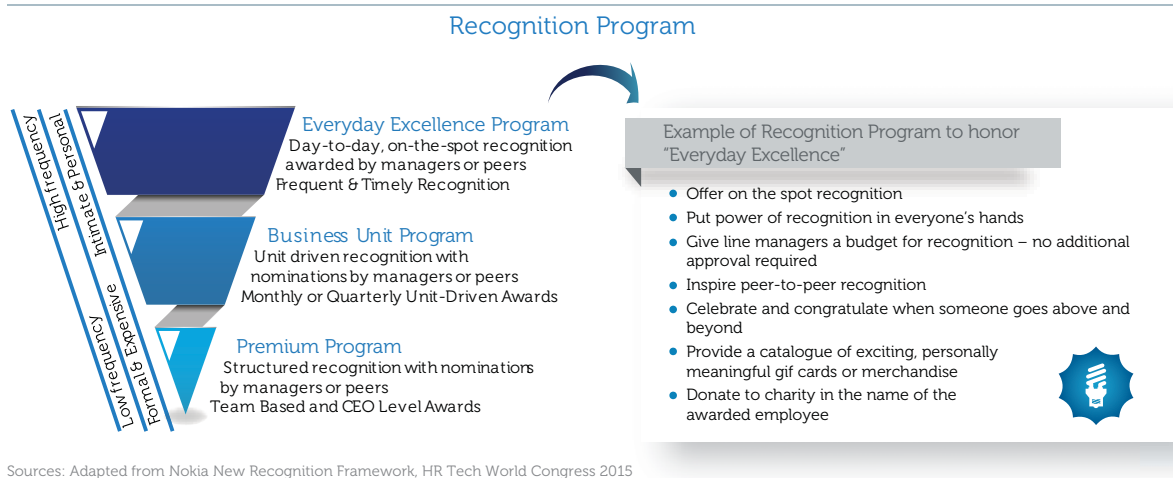 Recognition Program
High frequency
Intimate & Personal
Low frequency
Formal & Expensive
Everyday Excellence Program
Day-to-day, on-the-spot recognition
awarded by managers or peers
Frequent & Timely Recognition
Business Unit Program
Unit driven recognition with
nominations by managers or peers
Monthly or Quarterly Unit-Driven Awards
Premium Program
Structured recognition with nominations
by managers or peers
Team Based and CEO Level Awards
Example of Recognition Program to honor
“Everyday Excellence”
• Offer on the spot recognition
• Put power of recognition in everyone’s hands
• Give line managers a budget for recognition – no additional
approval required
• Inspire peer-to-peer recognition
• Celebrate and congratulate when someone goes above and
beyond
• Provide a catalogue of exciting, personally
meaningful gif cards or merchandise
• Donate to charity in the name of the
awarded employee
Sources: Adapted from Nokia New Recognition Framework, HR Tech World Congress 2015